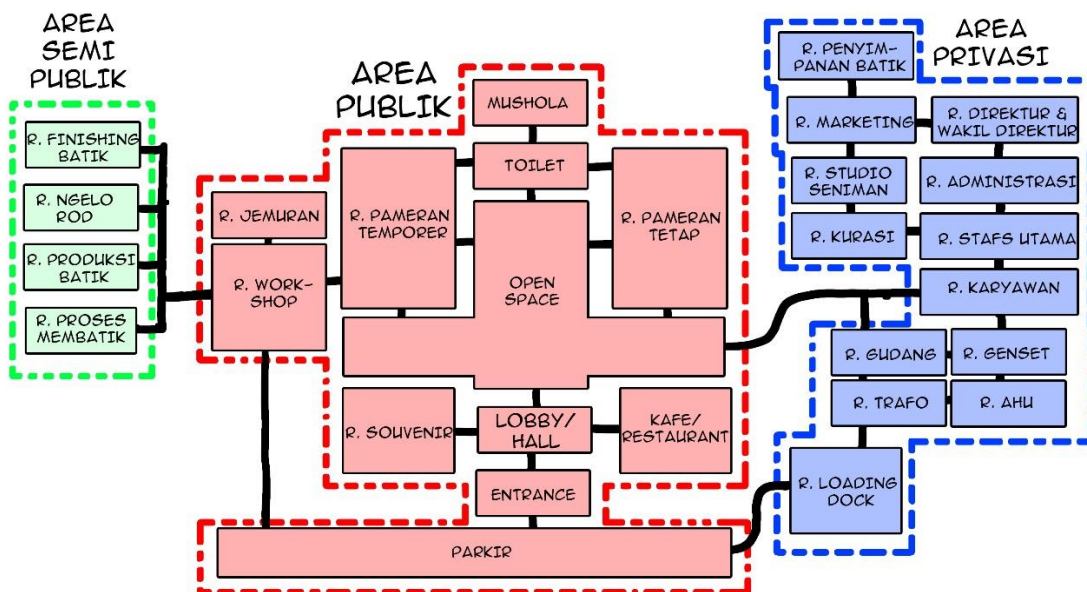 AREA
SEMI
PUBLIK
R. FINISHING
BATIK
R. NGELO
ROD
R. PRODUKSI
BATIK
R. PROSES
MEMBATIK
AREA
PUBLIK
MUSHOLA
TOILET
R. JEMURAN
R. PAMERAN
TEMPORER
R. PAMERAN
TETAP
R. WORK-
SHOP
OPEN
SPACE
R. SOUVENIR
LOBBY/
HALL
KAFE/
RESTAURANT
ENTRANCE
PARKIR
AREA
PRIVASI
R. PENYIM-
PANAN BATIK
R. MARKETING
R. DIREKTUR &
WAKIL DIREKTUR
R. STUDIO
SENIMAN
R. ADMINISTRASI
R. KURASI
R. STAFS UTAMA
R. KARYAWAN
R. GUDANG
R. GENSET
R. TRAFO
R. AHU
R. LOADING
DOCK